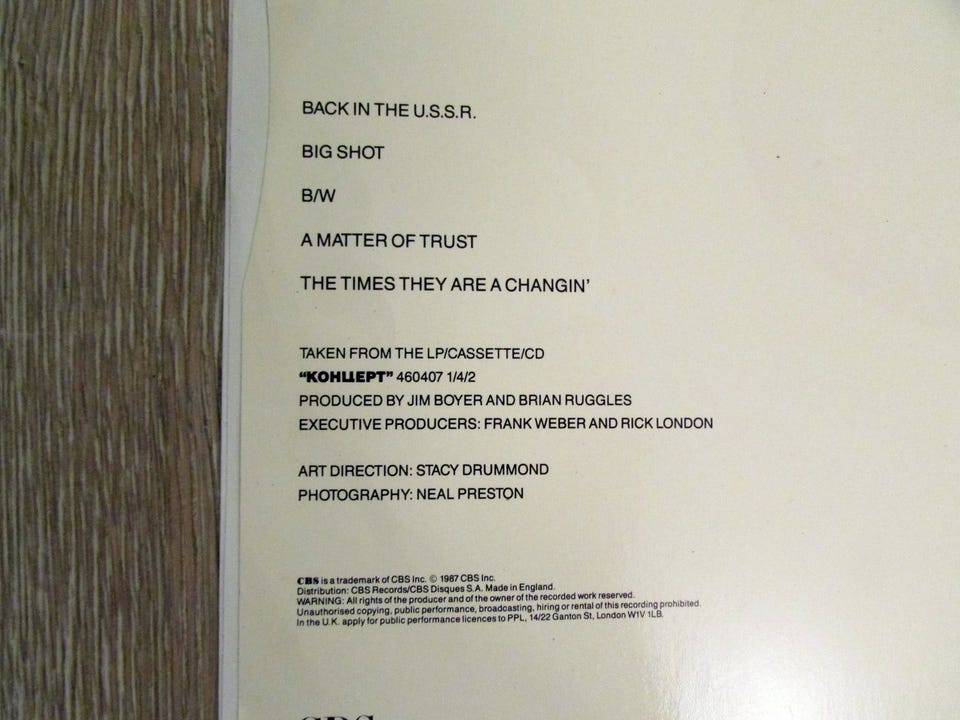 BACK IN THE U.S.S.R.
BIG SHOT
B/W
A MATTER OF TRUST
THE TIMES THEY ARE A CHANGIN'
TAKEN FROM THE LP/CASSETTE/CD
"КОНЦЕРТ" 460407 1/4/2
PRODUCED BY JIM BOYER AND BRIAN RUGGLES
EXECUTIVE PRODUCERS: FRANK WEBER AND RICK LONDON
ART DIRECTION: STACY DRUMMOND
PHOTOGRAPHY: NEAL PRESTON
CBS is a trademark of CBS Inc. © 1987 CBS Inc.
Distribution: CBS Records/CBS Disques S.A. Made in England.
WARNING: All rights of the producer and of the owner of the recorded work reserved.
Unauthorised copying, public performance, broadcasting, hiring or rental of this recording prohibited.
In the U.K. apply for public performance licences to PPL, 14/22 Ganton St, London W1V 1LB.
CBS